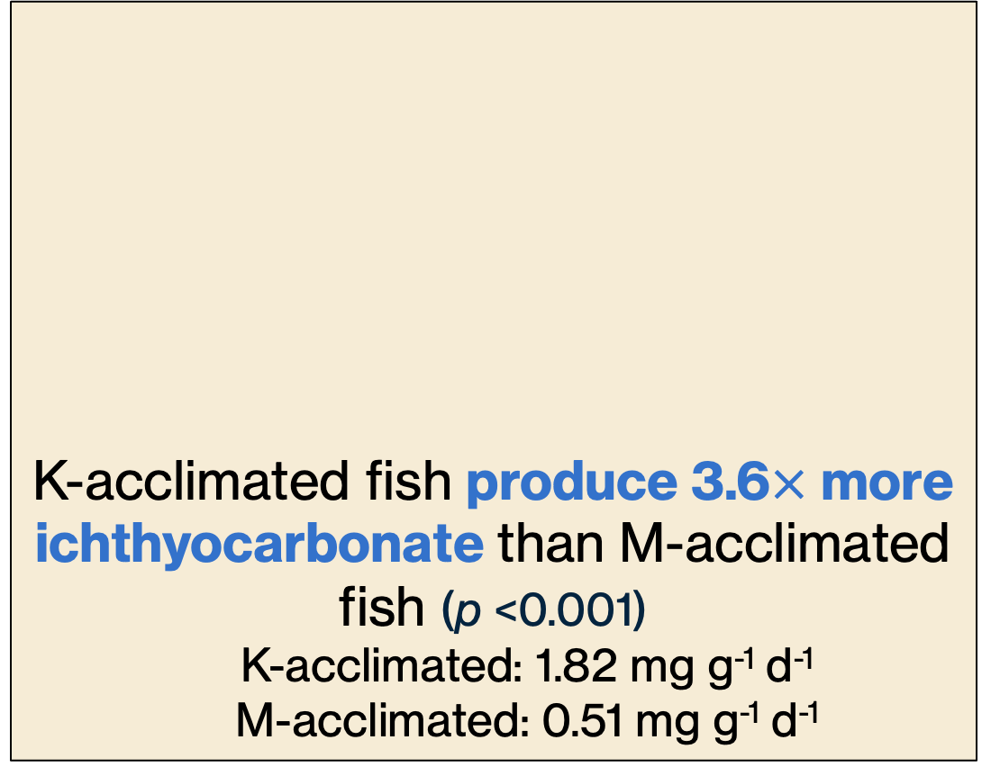 K-acclimated fish produce 3.6× more
ichthyocarbonate than M-acclimated
fish (p <0.001)
K-acclimated: 1.82 mg g⁻¹ d⁻¹
M-acclimated: 0.51 mg g⁻¹ d⁻¹